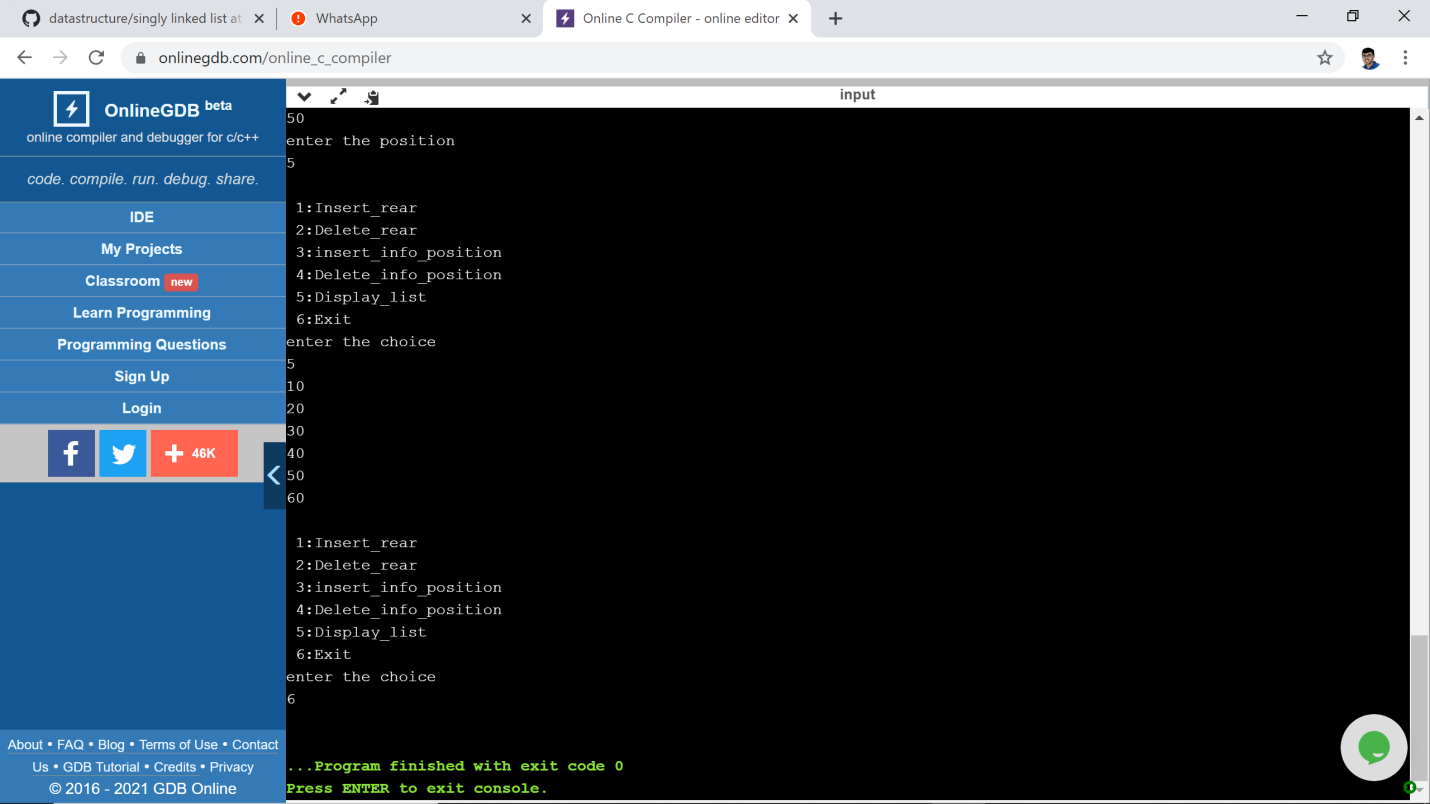 datastructure/singly linked list at
WhatsApp
Online C Compiler - online editor
onlinegdb.com/online_c_compiler
OnlineGDB beta
online compiler and debugger for c/c++
code. compile. run. debug. share.
IDE
My Projects
Classroom new
Learn Programming
Programming Questions
Sign Up
Login
46K
About • FAQ • Blog • Terms of Use • Contact
Us • GDB Tutorial • Credits • Privacy
© 2016 - 2021 GDB Online
input
50
enter the position
5
1:Insert_rear
2:Delete_rear
3:insert_info_position
4:Delete_info_position
5:Display_list
6:Exit
enter the choice
5
10
20
30
40
50
60
1:Insert_rear
2:Delete_rear
3:insert_info_position
4:Delete_info_position
5:Display_list
6:Exit
enter the choice
6
...Program finished with exit code 0
Press ENTER to exit console.